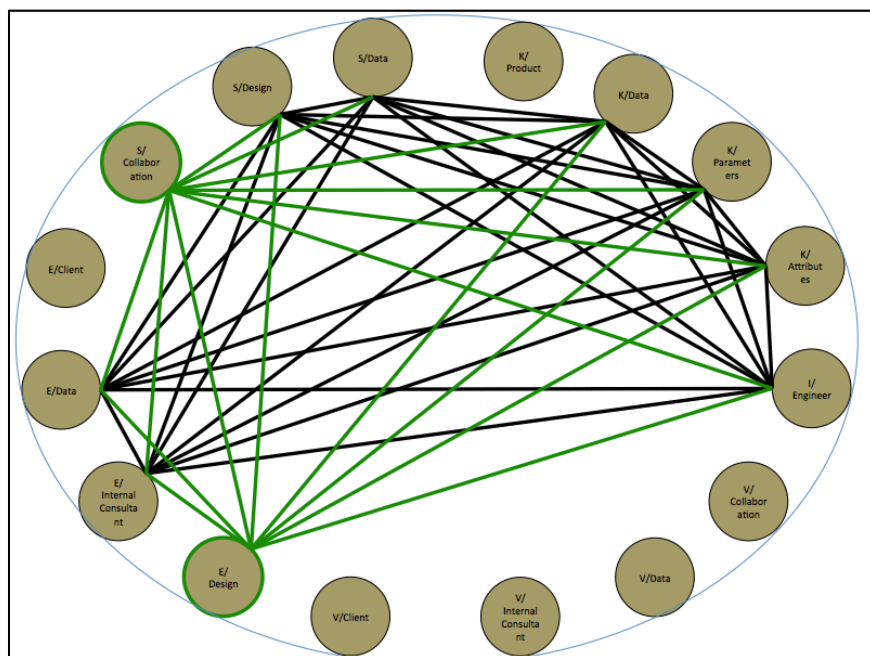 S/Data
K/
Product
S/Design
K/Data
S/
Collabor
ation
K/
Paramet
ers
E/Client
K/
Attribut
es
E/Data
I/
Engineer
E/
Internal
Consulta
nt
V/
Collabor
ation
E/
Design
V/Data
V/Client
V/
Internal
Consulta
nt